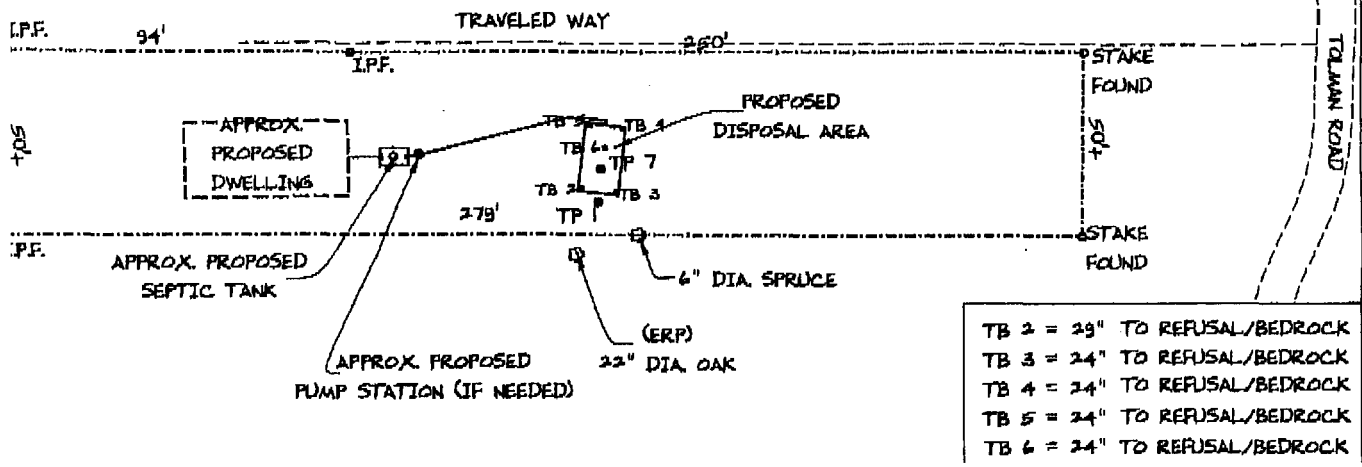 TRAVELED WAY
I.P.F.
94'
250'
I.P.F.
STAKE
FOUND
TOLMAN ROAD
PROPOSED
DISPOSAL AREA
APPROX.
PROPOSED
DWELLING
50'±
50'±
TB 5
TB 4
TB 6
TP 7
TB 2
TB 3
TP
279'
I.P.F.
STAKE
FOUND
APPROX. PROPOSED
SEPTIC TANK
6" DIA. SPRUCE
(ERP)
22" DIA. OAK
APPROX. PROPOSED
PUMP STATION (IF NEEDED)
TB 2 = 29" TO REFUSAL/BEDROCK
TB 3 = 24" TO REFUSAL/BEDROCK
TB 4 = 24" TO REFUSAL/BEDROCK
TB 5 = 24" TO REFUSAL/BEDROCK
TB 6 = 24" TO REFUSAL/BEDROCK